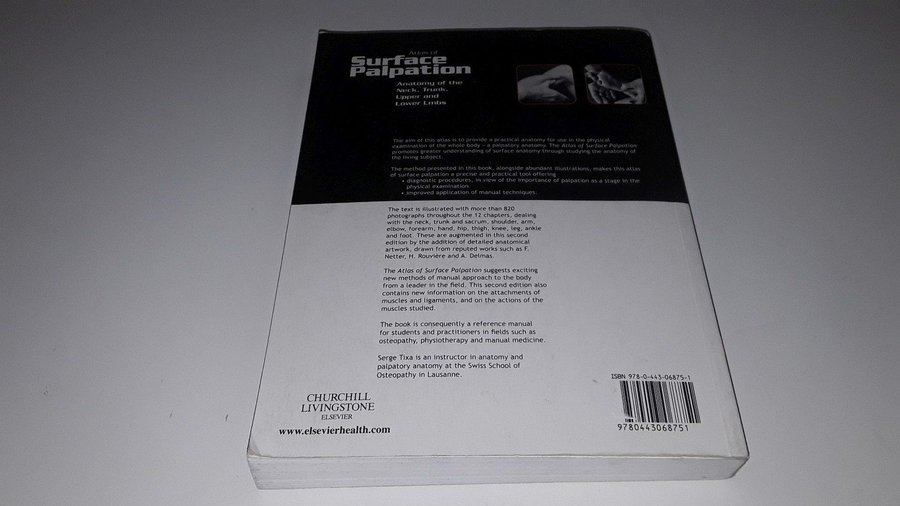 Atlas of
Surface
Palpation
Anatomy of the
Neck, Trunk,
Upper and
Lower Lmbs
The aim of this atlas is to provide a practical anatomy for use in the physical
examination of the whole body – a palpatory anatomy. The Atlas of Surface Palpation
promotes greater understanding of surface anatomy through studying the anatomy of
the living subject.
The method presented in this book, alongside abundant illustrations, makes this atlas
of surface palpation a precise and practical tool offering
• diagnostic procedures, in view of the importance of palpation as a stage in the
physical examination
• improved application of manual techniques.
The text is illustrated with more than 820
photographs throughout the 12 chapters, dealing
with the neck, trunk and sacrum, shoulder, arm,
elbow, forearm, hand, hip, thigh, knee, leg, ankle
and foot. These are augmented in this second
edition by the addition of detailed anatomical
artwork, drawn from reputed works such as F.
Netter, H. Rouvière and A. Delmas.
The Atlas of Surface Palpation suggests exciting
new methods of manual approach to the body
from a leader in the field. This second edition also
contains new information on the attachments of
muscles and ligaments, and on the actions of the
muscles studied.
The book is consequently a reference manual
for students and practitioners in fields such as
osteopathy, physiotherapy and manual medicine.
Serge Tixa is an instructor in anatomy and
palpatory anatomy at the Swiss School of
Osteopathy in Lausanne.
CHURCHILL
LIVINGSTONE
ELSEVIER
www.elsevierhealth.com
ISBN 978-0-443-06875-1
9780443068751